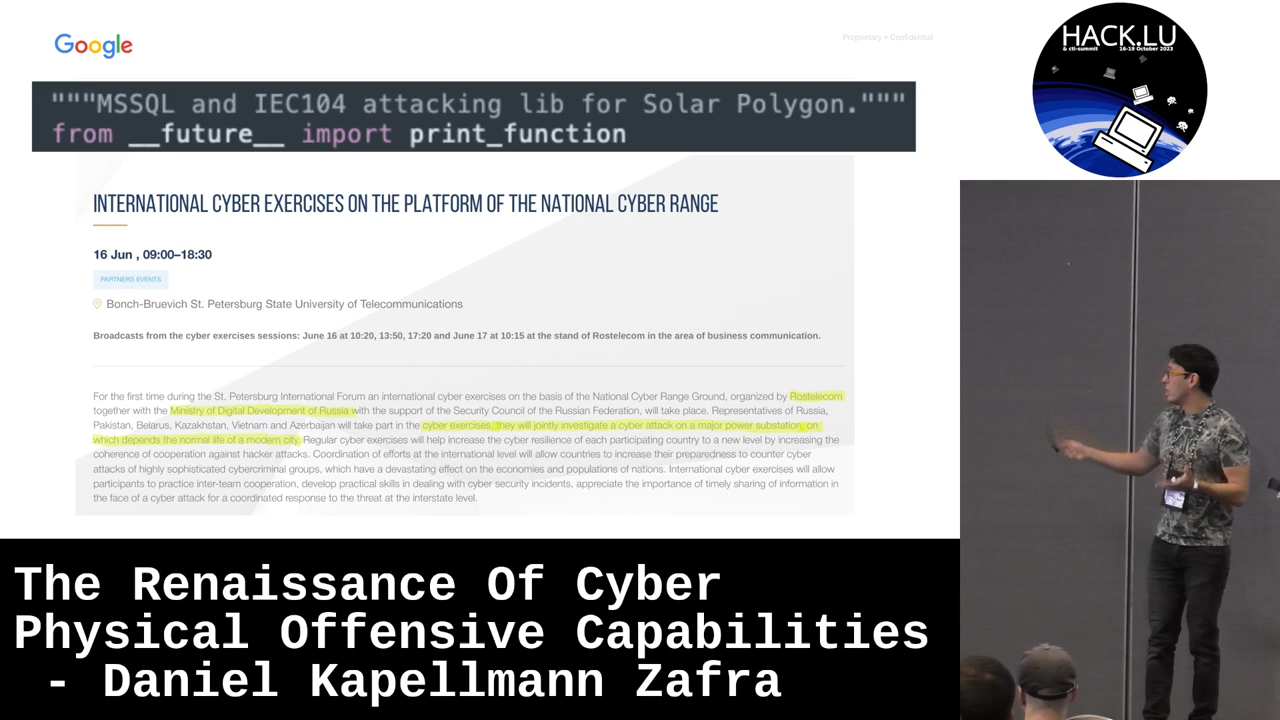 Google
Proprietary + Confidential
"""MSSQL and IEC104 attacking lib for Solar Polygon."""
from __future__ import print_function
INTERNATIONAL CYBER EXERCISES ON THE PLATFORM OF THE NATIONAL CYBER RANGE
16 Jun , 09:00–18:30
PARTNERS EVENTS
Bonch-Bruevich St. Petersburg State University of Telecommunications
Broadcasts from the cyber exercises sessions: June 16 at 10:20, 13:50, 17:20 and June 17 at 10:15 at the stand of Rostelecom in the area of business communication.
For the first time during the St. Petersburg International Forum an international cyber exercises on the basis of the National Cyber Range Ground, organized by Rostelecom
together with the Ministry of Digital Development of Russia with the support of the Security Council of the Russian Federation, will take place. Representatives of Russia,
Pakistan, Belarus, Kazakhstan, Vietnam and Azerbaijan will take part in the cyber exercises, they will jointly investigate a cyber attack on a major power substation, on
which depends the normal life of a modern city. Regular cyber exercises will help increase the cyber resilience of each participating country to a new level by increasing the
coherence of cooperation against hacker attacks. Coordination of efforts at the international level will allow countries to increase their preparedness to counter cyber
attacks of highly sophisticated cybercriminal groups, which have a devastating effect on the economies and populations of nations. International cyber exercises will allow
participants to practice inter-team cooperation, develop practical skills in dealing with cyber security incidents, appreciate the importance of timely sharing of information in
the face of a cyber attack for a coordinated response to the threat at the interstate level.
HACK.LU
& cti-summit 16-19 October 2023
The Renaissance Of Cyber
Physical Offensive Capabilities
- Daniel Kapellmann Zafra